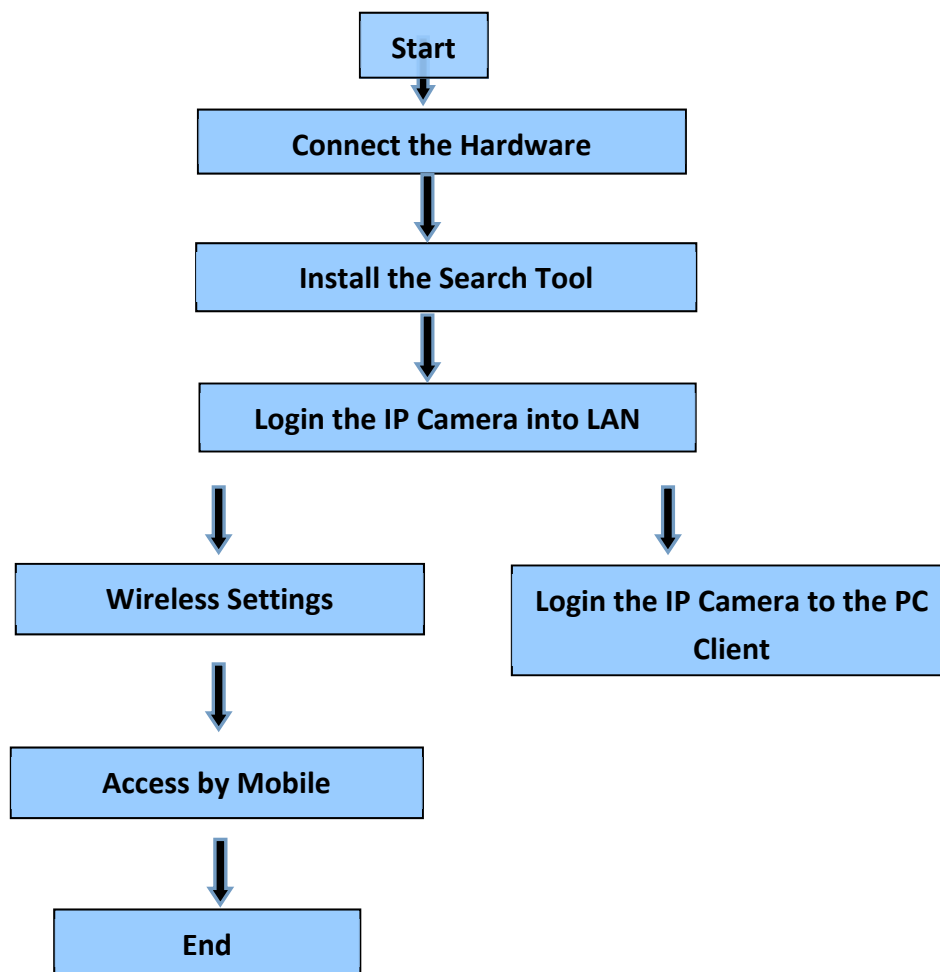 Start
Connect the Hardware
Install the Search Tool
Login the IP Camera into LAN
Wireless Settings
Login the IP Camera to the PC
Client
Access by Mobile
End